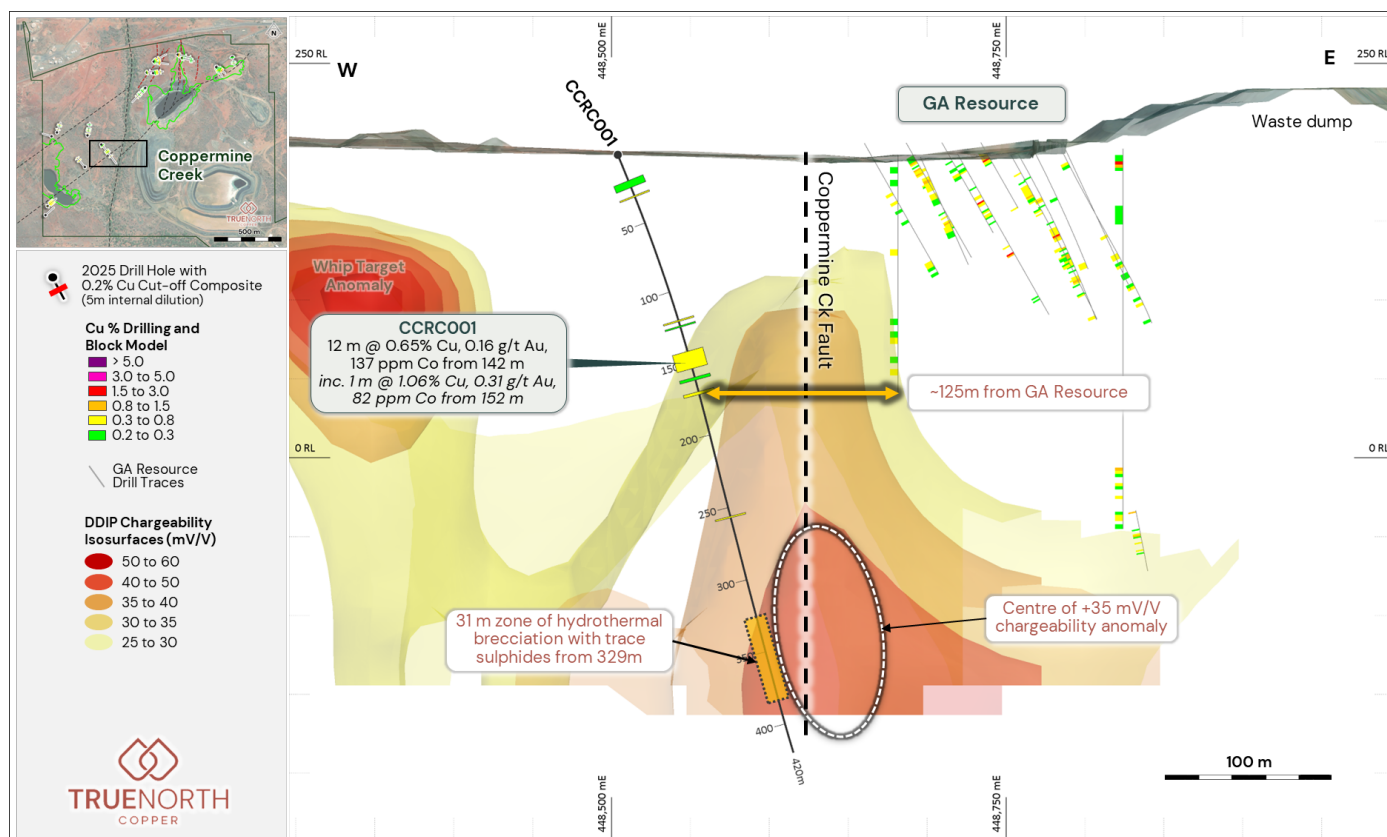 N
Coppermine
Creek
TRUENORTH
COPPER
500 m
2025 Drill Hole with
0.2% Cu Cut-off Composite
(5m internal dilution)
Cu % Drilling and
Block Model
> 5.0
3.0 to 5.0
1.5 to 3.0
0.8 to 1.5
0.3 to 0.8
0.2 to 0.3
GA Resource
Drill Traces
DDIP Chargeability
Isosurfaces (mV/V)
50 to 60
40 to 50
35 to 40
30 to 35
25 to 30
TRUENORTH
COPPER
250 RL
W
448,500 mE
448,750 mE
E
250 RL
CCRC001
GA Resource
Waste dump
Coppermine Ck Fault
50
100
150
200
250
300
350
400
420m
Whip Target
Anomaly
CCRC001
12 m @ 0.65% Cu, 0.16 g/t Au,
137 ppm Co from 142 m
inc. 1 m @ 1.06% Cu, 0.31 g/t Au,
82 ppm Co from 152 m
~125m from GA Resource
0 RL
0 RL
31 m zone of hydrothermal
brecciation with trace
sulphides from 329m
Centre of +35 mV/V
chargeability anomaly
100 m
448,500 mE
448,750 mE